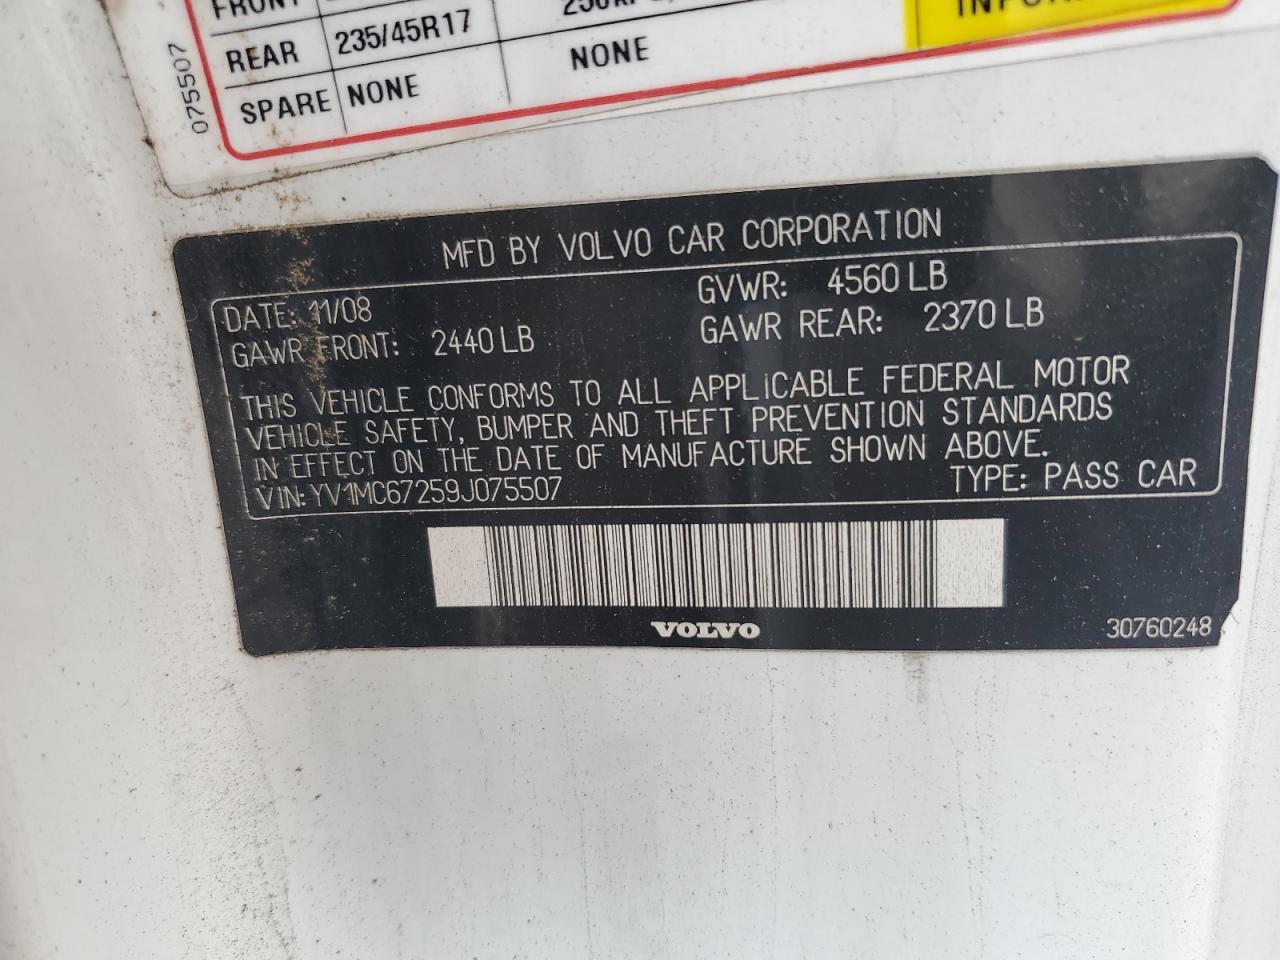 FRONT
REAR 235/45R17
SPARE NONE NONE
0755507
MFD BY VOLVO CAR CORPORATION
DATE: 11/08 GVWR: 4560 LB
GAWR FRONT: 2440 LB GAWR REAR: 2370 LB
THIS VEHICLE CONFORMS TO ALL APPLICABLE FEDERAL MOTOR
VEHICLE SAFETY, BUMPER AND THEFT PREVENTION STANDARDS
IN EFFECT ON THE DATE OF MANUFACTURE SHOWN ABOVE.
VIN: YV1MC67259J075507 TYPE: PASS CAR
VOLVO
30760248